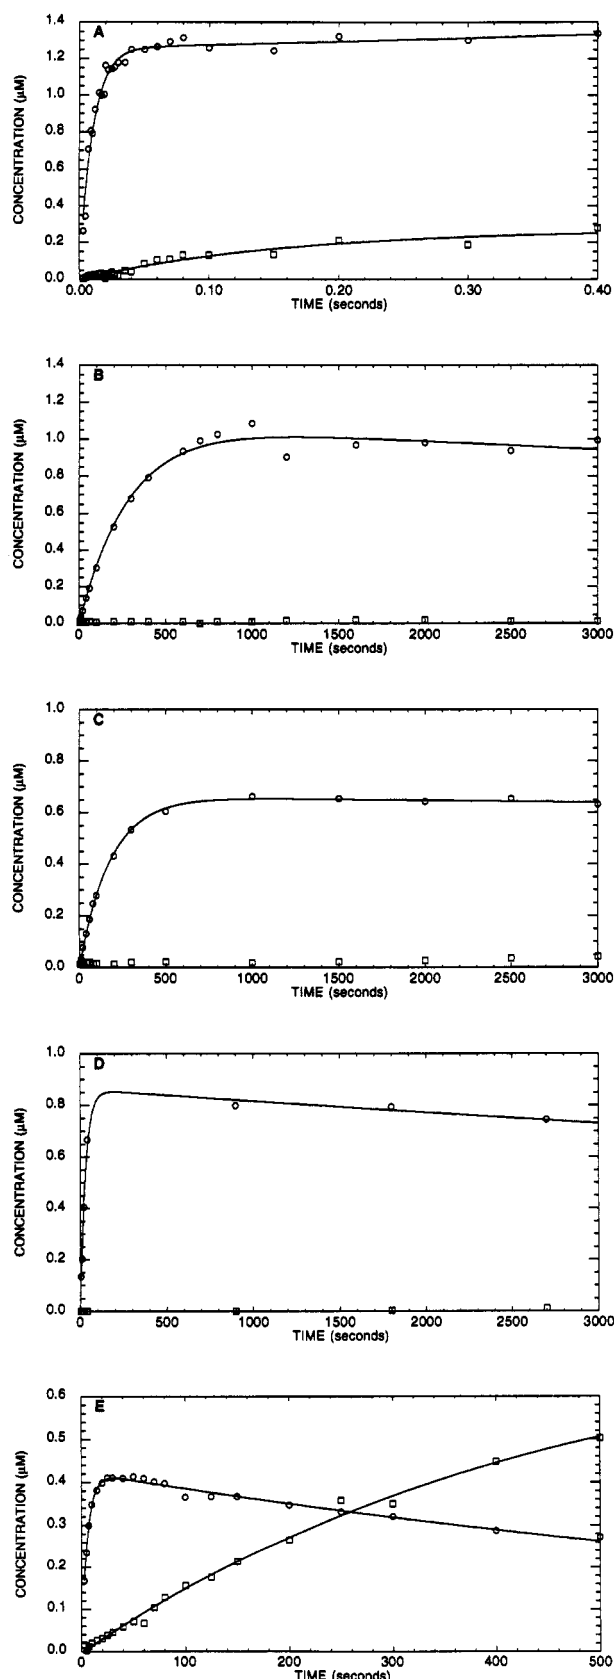 A
CONCENTRATION (μM)
1.4
1.2
1.0
0.8
0.6
0.4
0.2
0.0
0.00 0.10 0.20 0.30 0.40
TIME (seconds)
B
CONCENTRATION (μM)
1.4
1.2
1.0
0.8
0.6
0.4
0.2
0.0
0 500 1000 1500 2000 2500 3000
TIME (seconds)
C
CONCENTRATION (μM)
1.0
0.8
0.6
0.4
0.2
0.0
0 500 1000 1500 2000 2500 3000
TIME (seconds)
D
CONCENTRATION (μM)
1.0
0.8
0.6
0.4
0.2
0.0
0 500 1000 1500 2000 2500 3000
TIME (seconds)
E
CONCENTRATION (μM)
0.6
0.5
0.4
0.3
0.2
0.1
0.0
0 100 200 300 400 500
TIME (seconds)